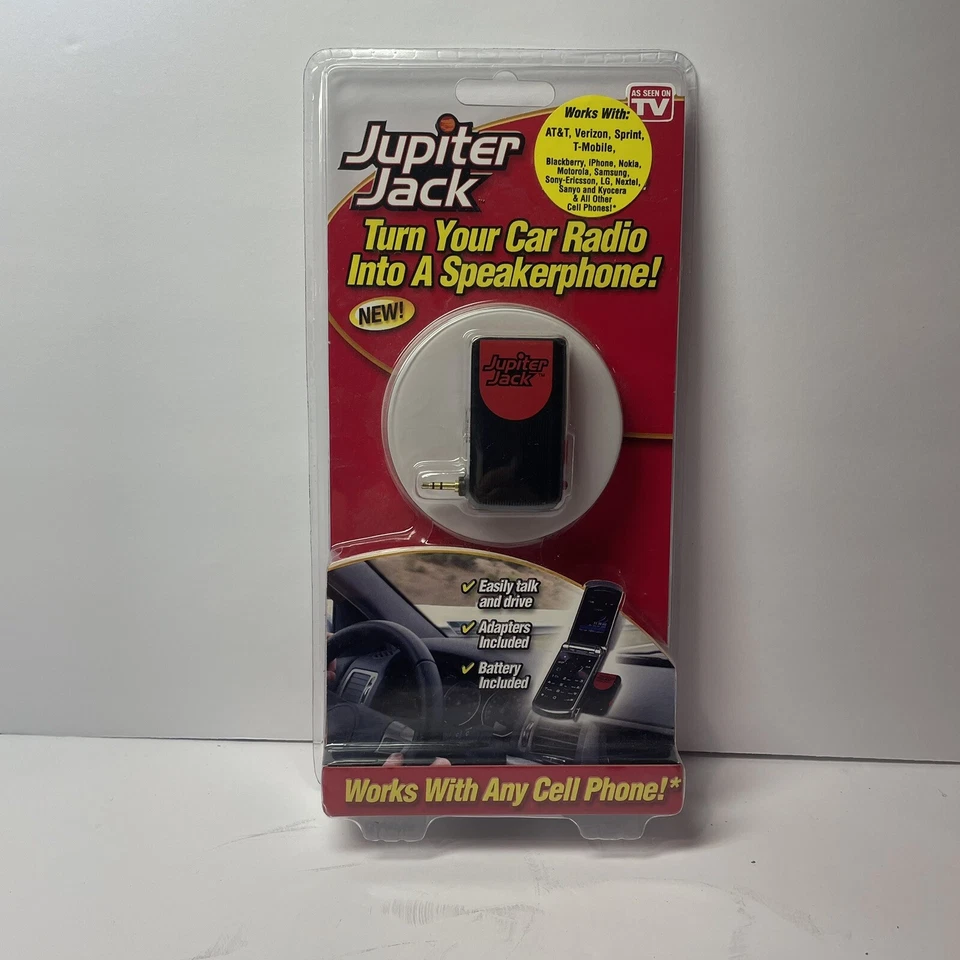 AS SEEN ON
TV
Works With:
AT&T, Verizon, Sprint,
T-Mobile,
Blackberry, iPhone, Nokia,
Motorola, Samsung,
Sony-Ericsson, LG, Nextel,
Sanyo and Kyocera
& All Other
Cell Phones!*
Jupiter
Jack
Turn Your Car Radio
Into A Speakerphone!
NEW!
Jupiter
Jack™
Easily talk
and drive
Adapters
Included
Battery
Included
Works With Any Cell Phone!*